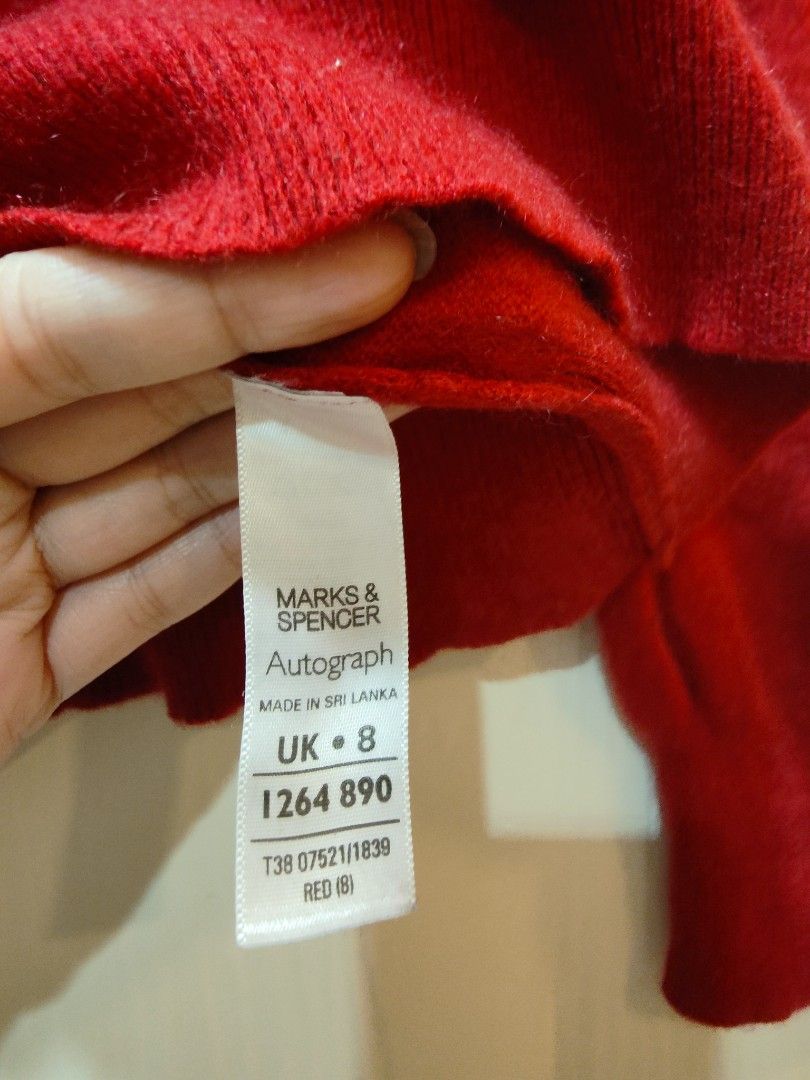 MARKS &
SPENCER
Autograph
MADE IN SRI LANKA
UK • 8
1264 890
T38 07521/1839
RED (8)